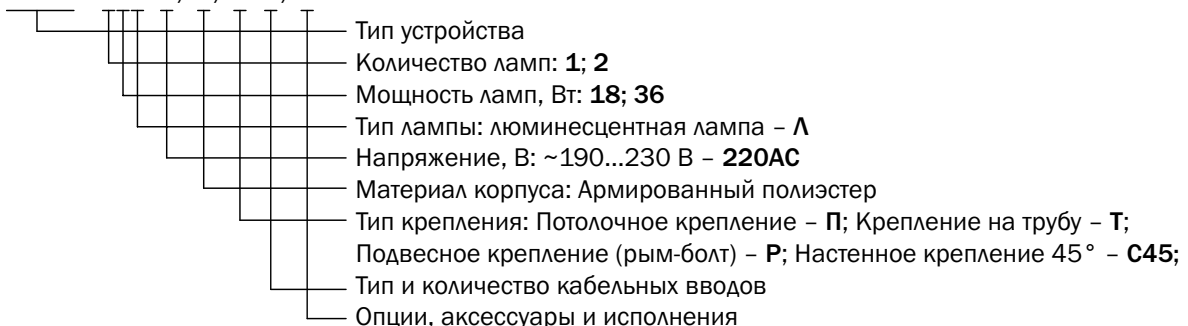 Тип устройства
Количество ламп: 1; 2
Мощность ламп, Вт: 18; 36
Тип лампы: люминесцентная лампа – Л
Напряжение, В: ~190...230 В – 220АС
Материал корпуса: Армированный полиэстер
Тип крепления: Потолочное крепление – П; Крепление на трубу – Т;
Подвесное крепление (рым-болт) – Р; Настенное крепление 45° – С45;
Тип и количество кабельных вводов
Опции, аксессуары и исполнения